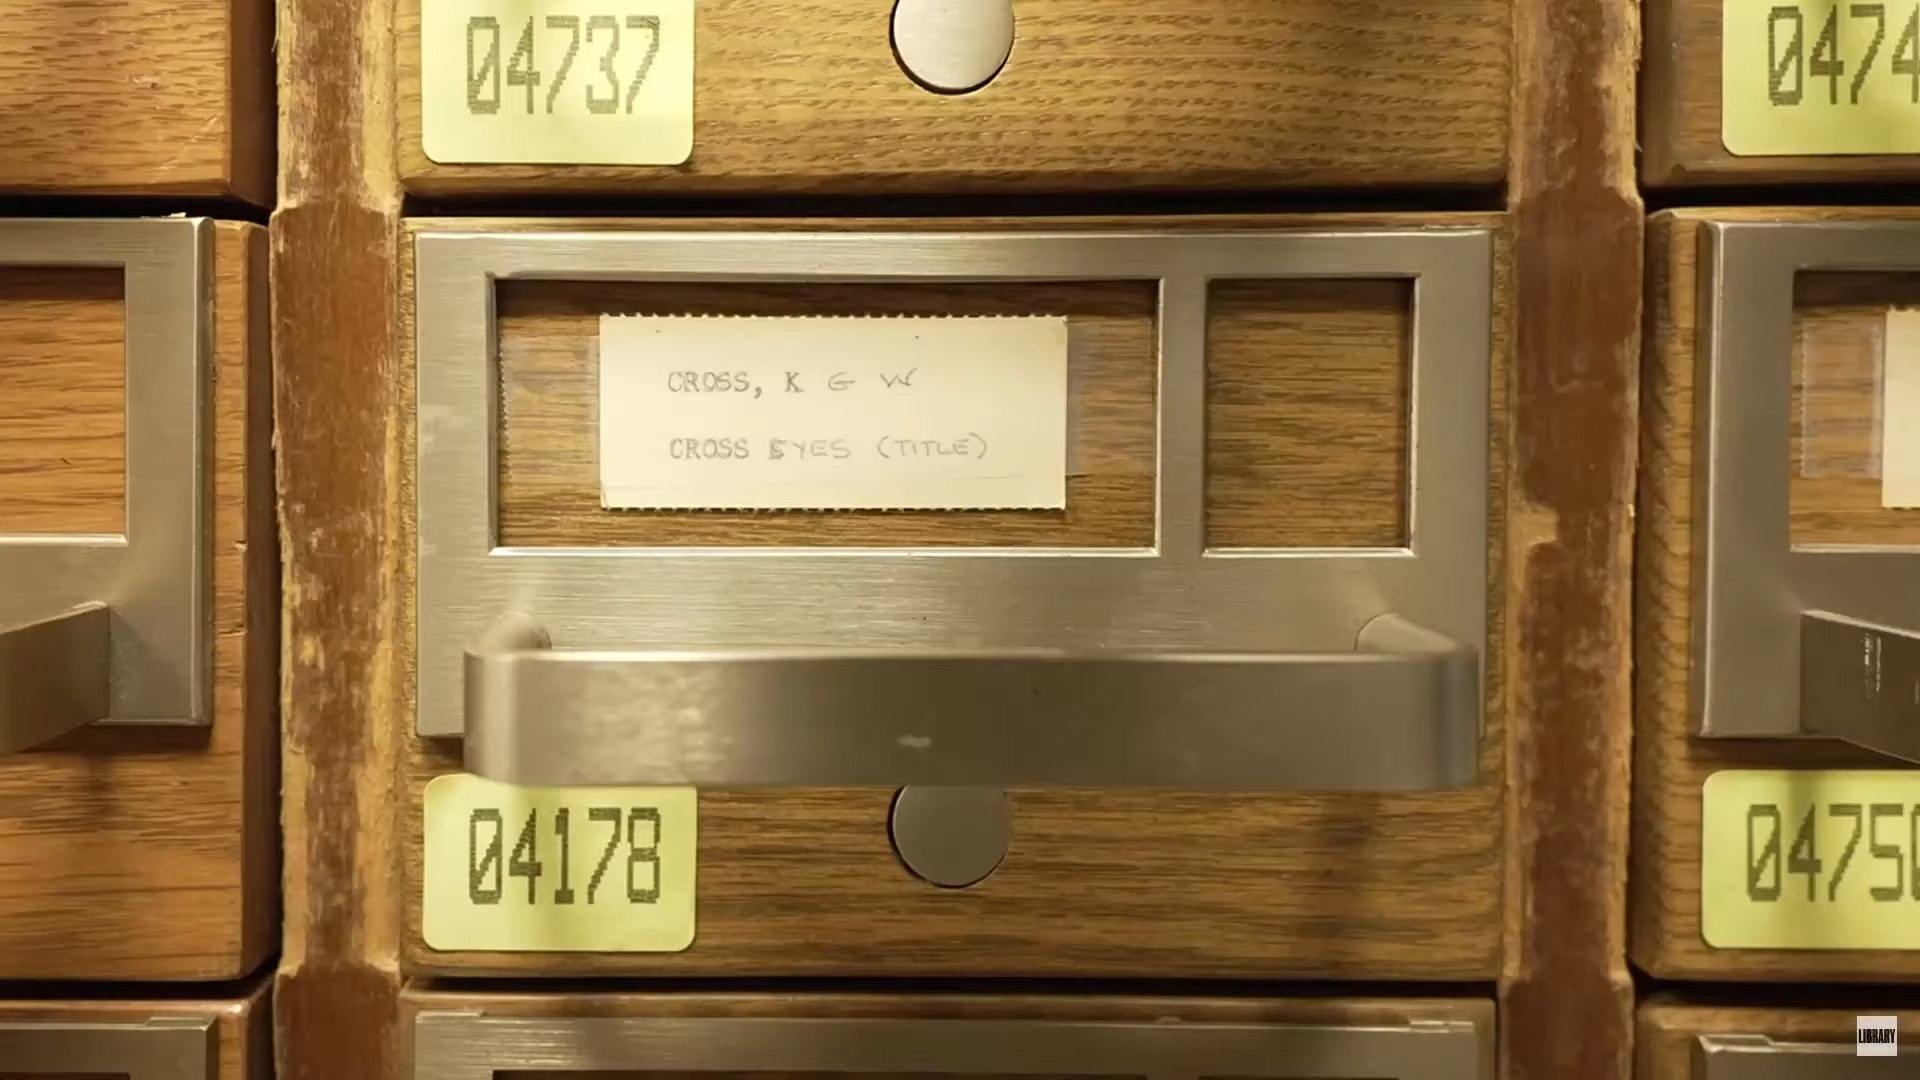 04737
CROSS, K G W
CROSS EYES (TITLE)
04178
LIBRARY